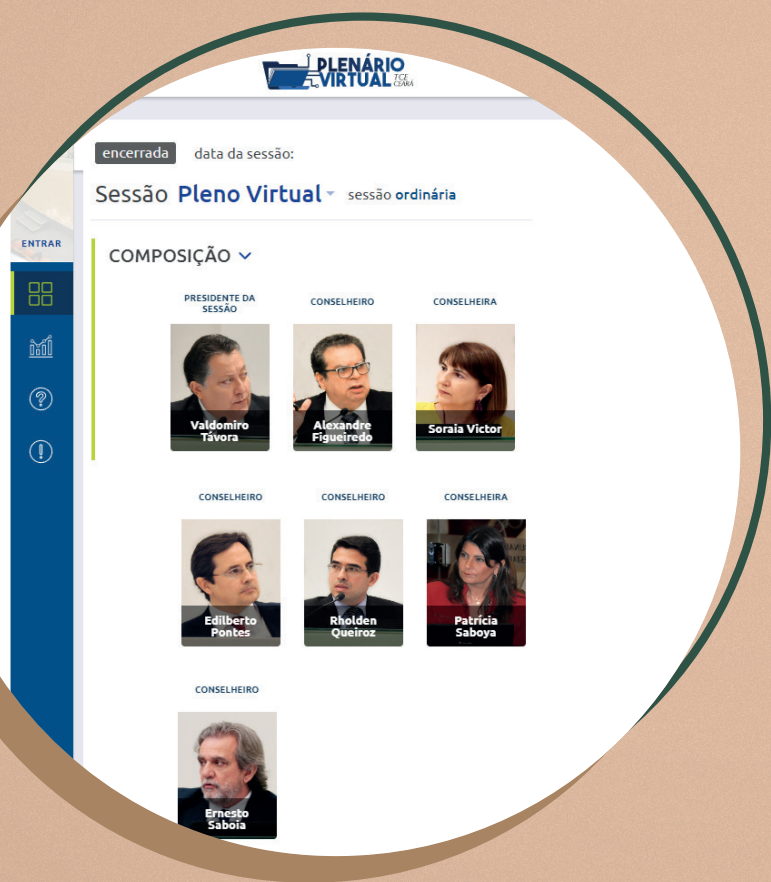 PLENÁRIO
VIRTUAL TCE
CEARÁ
encerrada data da sessão:
Sessão Pleno Virtual sessão ordinária
ENTRAR
COMPOSIÇÃO
PRESIDENTE DA
SESSÃO
CONSELHEIRO
CONSELHEIRA
Valdomiro
Távora
Alexandre
Figueiredo
Soraia Victor
CONSELHEIRO
CONSELHEIRO
CONSELHEIRA
Edilberto
Pontes
Rholden
Queiroz
Patrícia
Saboya
CONSELHEIRO
Ernesto
Saboia